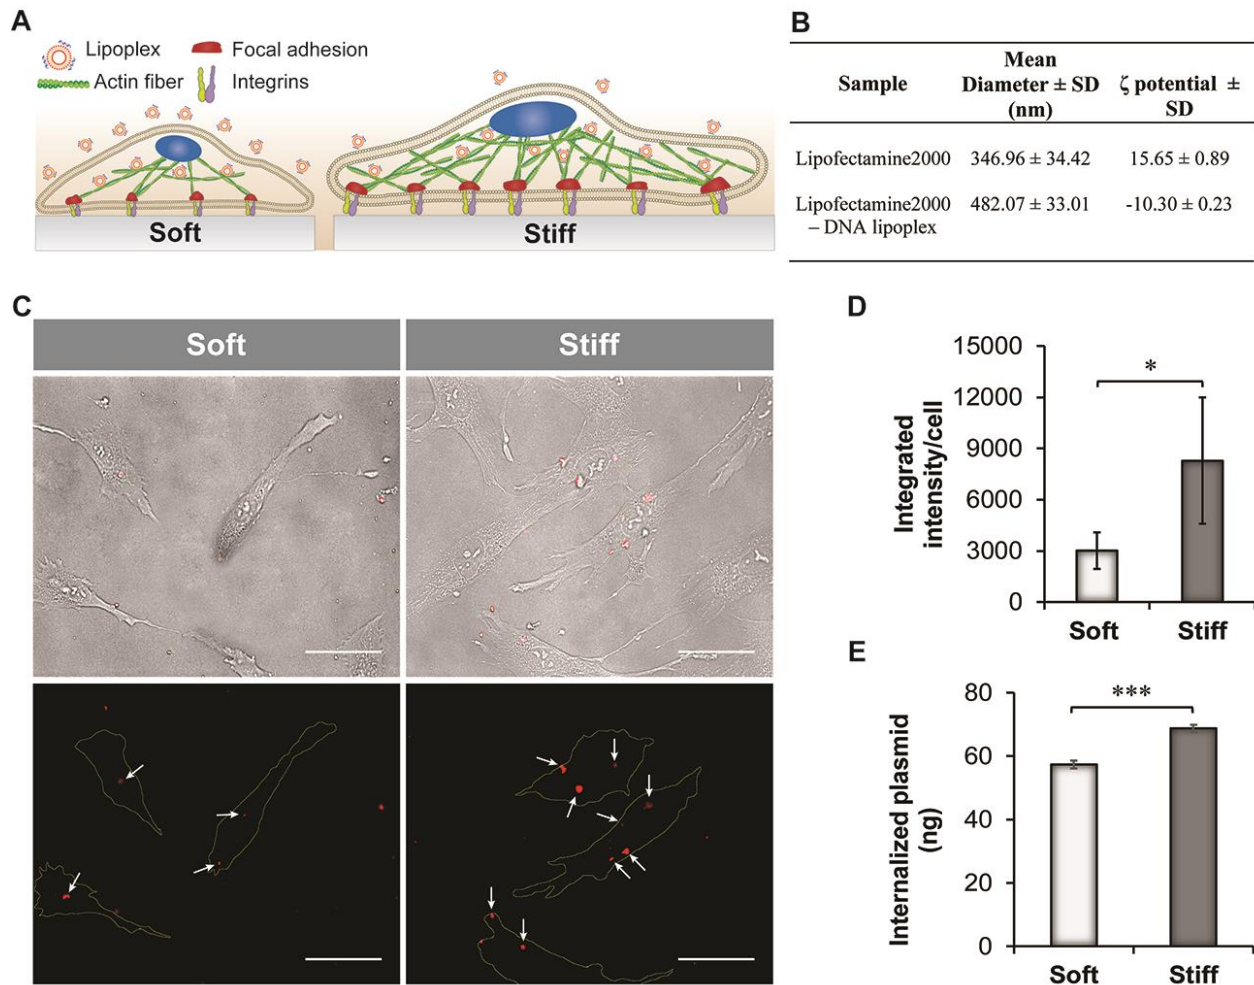 A
Lipoplex
Focal adhesion
Actin fiber
Integrins
Soft
Stiff
B
Sample
Mean
Diameter ± SD
(nm)
ζ potential ±
SD
Lipofectamine2000
346.96 ± 34.42
15.65 ± 0.89
Lipofectamine2000
– DNA lipoplex
482.07 ± 33.01
-10.30 ± 0.23
C
Soft
Stiff
D
Integrated
intensity/cell
15000
12000
9000
6000
3000
0
*
Soft
Stiff
E
Internalized plasmid
(ng)
80
60
40
20
0
***
Soft
Stiff